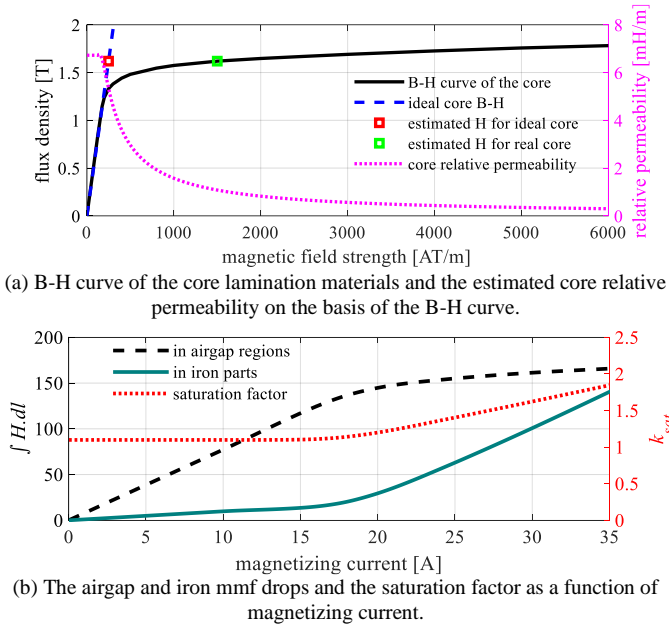 2
8
B-H curve of the core
ideal core B-H
estimated H for ideal core
estimated H for real core
core relative permeability
flux density [T]
1.5
1
0.5
0
6
4
2
0
relative permeability [mH/m]
0 1000 2000 3000 4000 5000 6000
magnetic field strength [AT/m]
(a) B-H curve of the core lamination materials and the estimated core relative
permeability on the basis of the B-H curve.
200
2.5
in airgap regions
in iron parts
saturation factor
∫ H.dl
150
100
50
0
2
1.5
1
0.5
0
k_sat
0 5 10 15 20 25 30 35
magnetizing current [A]
(b) The airgap and iron mmf drops and the saturation factor as a function of
magnetizing current.